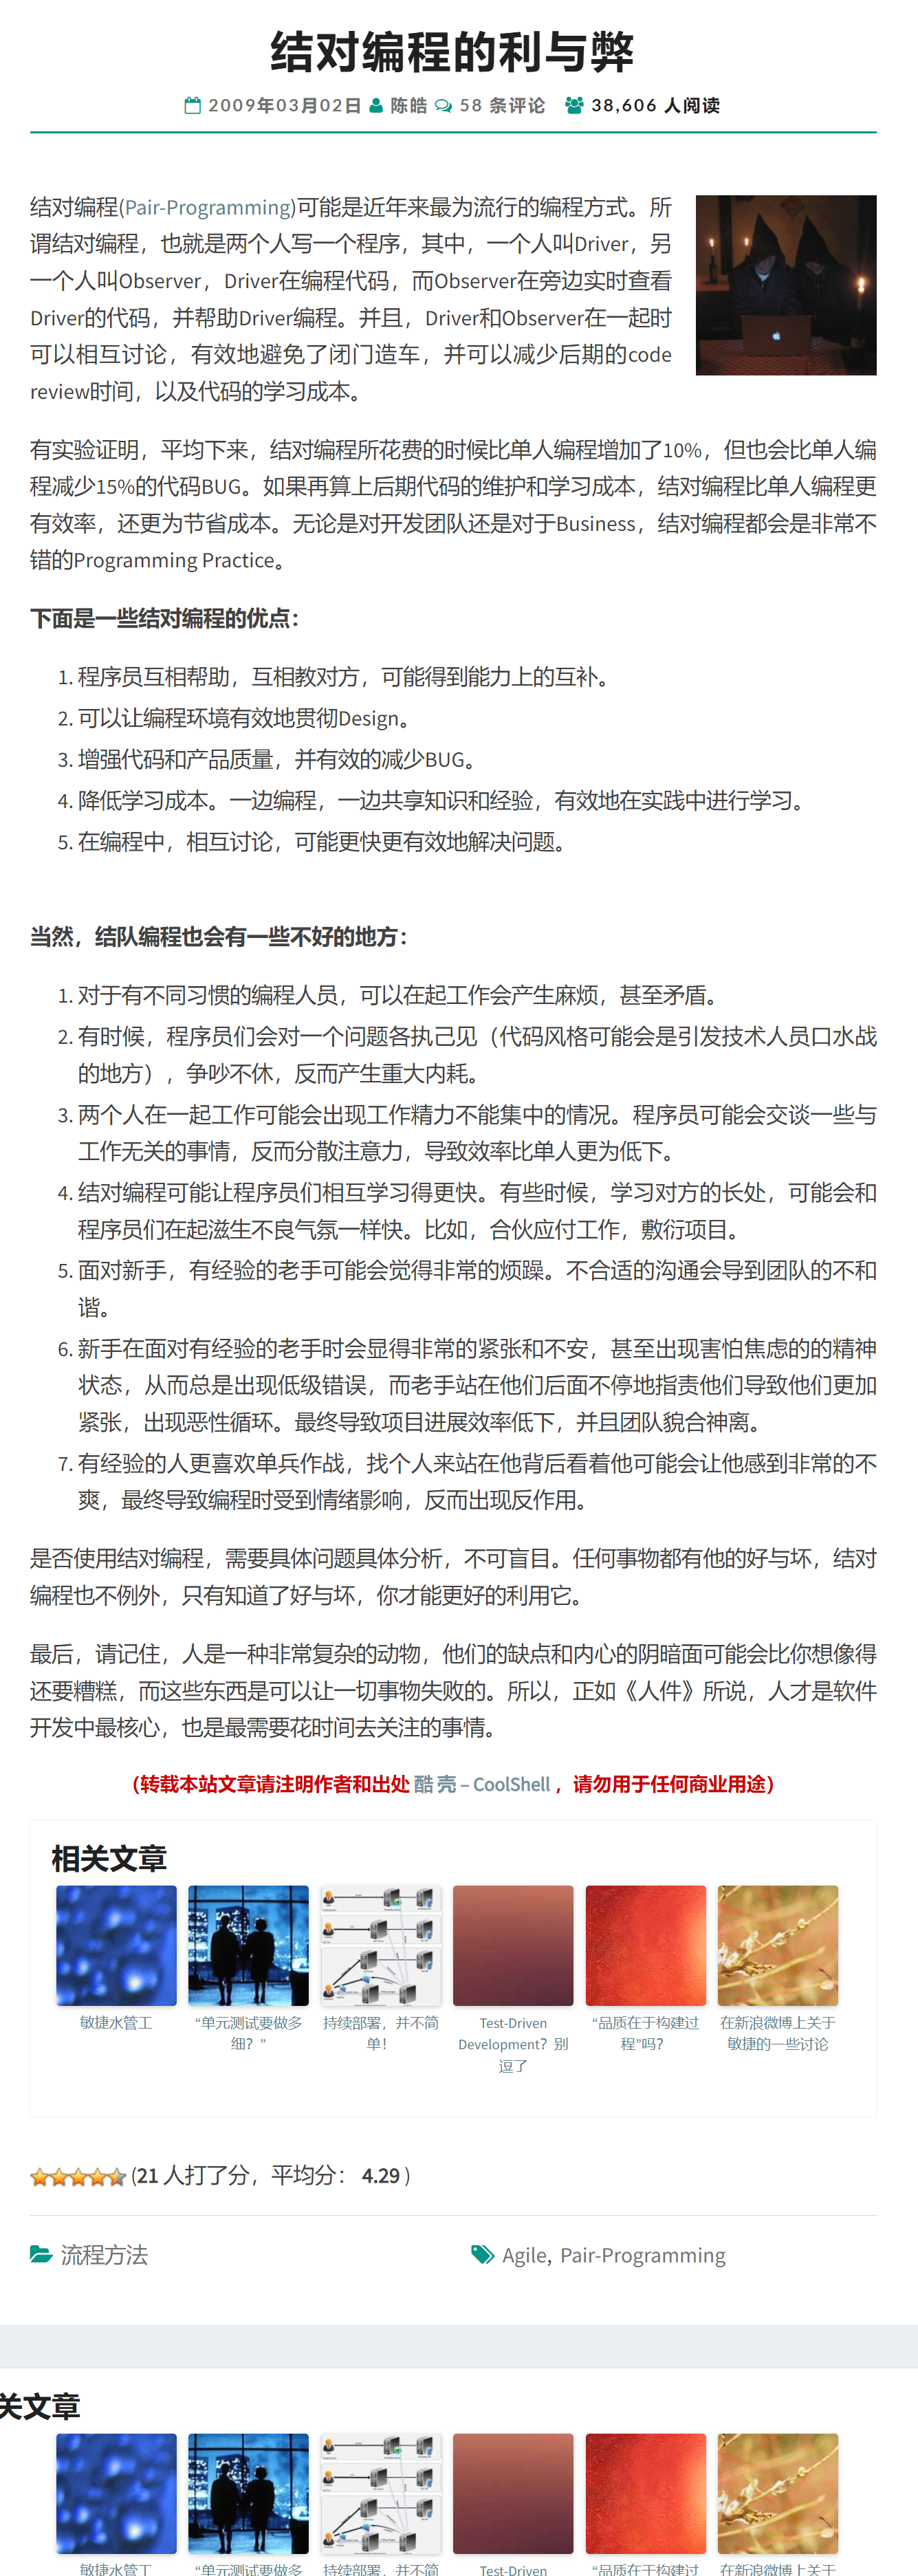 结对编程的利与弊
2009年03月02日 陈皓 58 条评论 38,606 人阅读
结对编程(Pair-Programming)可能是近年来最为流行的编程方式。所
谓结对编程，也就是两个人写一个程序，其中，一个人叫Driver，另
一个人叫Observer，Driver在编程代码，而Observer在旁边实时查看
Driver的代码，并帮助Driver编程。并且，Driver和Observer在一起时
可以相互讨论，有效地避免了闭门造车，并可以减少后期的code
review时间，以及代码的学习成本。
有实验证明，平均下来，结对编程所花费的时候比单人编程增加了10%，但也会比单人编
程减少15%的代码BUG。如果再算上后期代码的维护和学习成本，结对编程比单人编程更
有效率，还更为节省成本。无论是对开发团队还是对于Business，结对编程都会是非常不
错的Programming Practice。
下面是一些结对编程的优点：
1. 程序员互相帮助，互相教对方，可能得到能力上的互补。
2. 可以让编程环境有效地贯彻Design。
3. 增强代码和产品质量，并有效的减少BUG。
4. 降低学习成本。一边编程，一边共享知识和经验，有效地在实践中进行学习。
5. 在编程中，相互讨论，可能更快更有效地解决问题。
当然，结队编程也会有一些不好的地方：
1. 对于有不同习惯的编程人员，可以在起工作会产生麻烦，甚至矛盾。
2. 有时候，程序员们会对一个问题各执己见（代码风格可能会是引发技术人员口水战
的地方），争吵不休，反而产生重大内耗。
3. 两个人在一起工作可能会出现工作精力不能集中的情况。程序员可能会交谈一些与
工作无关的事情，反而分散注意力，导致效率比单人更为低下。
4. 结对编程可能让程序员们相互学习得更快。有些时候，学习对方的长处，可能会和
程序员们在起滋生不良气氛一样快。比如，合伙应付工作，敷衍项目。
5. 面对新手，有经验的老手可能会觉得非常的烦躁。不合适的沟通会导到团队的不和
谐。
6. 新手在面对有经验的老手时会显得非常的紧张和不安，甚至出现害怕焦虑的的精神
状态，从而总是出现低级错误，而老手站在他们后面不停地指责他们导致他们更加
紧张，出现恶性循环。最终导致项目进展效率低下，并且团队貌合神离。
7. 有经验的人更喜欢单兵作战，找个人来站在他背后看着他可能会让他感到非常的不
爽，最终导致编程时受到情绪影响，反而出现反作用。
是否使用结对编程，需要具体问题具体分析，不可盲目。任何事物都有他的好与坏，结对
编程也不例外，只有知道了好与坏，你才能更好的利用它。
最后，请记住，人是一种非常复杂的动物，他们的缺点和内心的阴暗面可能会比你想像得
还要糟糕，而这些东西是可以让一切事物失败的。所以，正如《人件》所说，人才是软件
开发中最核心，也是最需要花时间去关注的事情。
（转载本站文章请注明作者和出处 酷 壳 – CoolShell ，请勿用于任何商业用途）
相关文章
敏捷水管工
“单元测试要做多
细？”
持续部署，并不简
单！
Test-Driven
Development？别
逗了
“品质在于构建过
程”吗？
在新浪微博上关于
敏捷的一些讨论
(21 人打了分，平均分： 4.29 )
流程方法
Agile, Pair-Programming
关文章
敏捷水管工
“单元测试要做多
持续部署，并不简
Test-Driven
“品质在于构建过
在新浪微博上关于